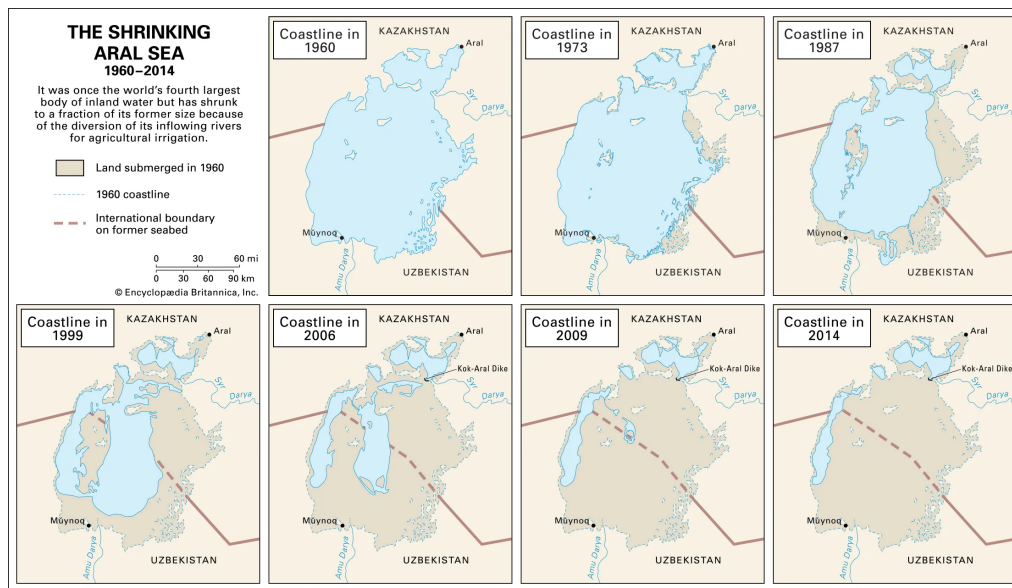 THE SHRINKING
ARAL SEA
1960–2014
It was once the world's fourth largest
body of inland water but has shrunk
to a fraction of its former size because
of the diversion of its inflowing rivers
for agricultural irrigation.
Land submerged in 1960
1960 coastline
International boundary
on former seabed
0 30 60 mi
0 30 60 90 km
© Encyclopædia Britannica, Inc.
Coastline in
1960
KAZAKHSTAN
Aral
Syr
Darya
Mŭynoq
Amu Darya
UZBEKISTAN
Coastline in
1973
KAZAKHSTAN
Aral
Syr
Darya
Mŭynoq
Amu Darya
UZBEKISTAN
Coastline in
1987
KAZAKHSTAN
Aral
Syr
Darya
Mŭynoq
Amu Darya
UZBEKISTAN
Coastline in
1999
KAZAKHSTAN
Aral
Syr
Darya
Mŭynoq
Amu Darya
UZBEKISTAN
Coastline in
2006
KAZAKHSTAN
Aral
Kok-Aral Dike
Syr
Darya
Mŭynoq
Amu Darya
UZBEKISTAN
Coastline in
2009
KAZAKHSTAN
Aral
Kok-Aral Dike
Syr
Darya
Mŭynoq
Amu Darya
UZBEKISTAN
Coastline in
2014
KAZAKHSTAN
Aral
Kok-Aral Dike
Syr
Darya
Mŭynoq
Amu Darya
UZBEKISTAN